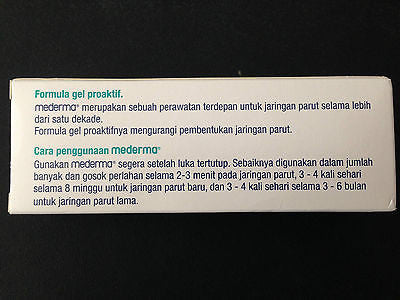 Formula gel proaktif.
mederma® merupakan sebuah perawatan terdepan untuk jaringan parut selama lebih
dari satu dekade.
Formula gel proaktifnya mengurangi pembentukan jaringan parut.
Cara penggunaan mederma®
Gunakan mederma® segera setelah luka tertutup. Sebaiknya digunakan dalam jumlah
banyak dan gosok perlahan selama 2-3 menit pada jaringan parut, 3 - 4 kali sehari
selama 8 minggu untuk jaringan parut baru, dan 3 - 4 kali sehari selama 3 - 6 bulan
untuk jaringan parut lama.